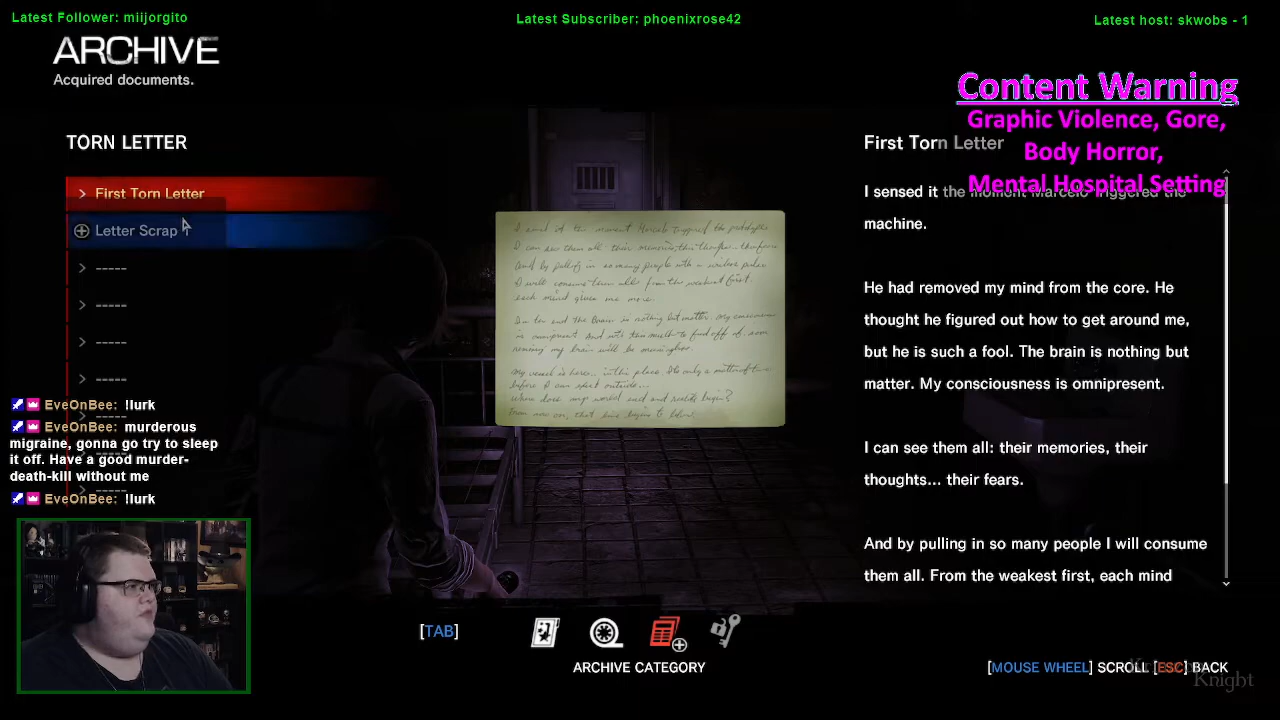 Latest Follower: miijorgito
Latest Subscriber: phoenixrose42
Latest host: skwobs - 1
ARCHIVE
Acquired documents.
Content Warning
Graphic Violence, Gore,
Body Horror,
Mental Hospital Setting
TORN LETTER
First Torn Letter
Letter Scrap 1
-----
-----
-----
-----
-----
-----
-----
First Torn Letter
I sensed it the moment Marcelo triggered the
machine.
He had removed my mind from the core. He
thought he figured out how to get around me,
but he is such a fool. The brain is nothing but
matter. My consciousness is omnipresent.
I can see them all: their memories, their
thoughts... their fears.
And by pulling in so many people I will consume
them all. From the weakest first, each mind
EveOnBee: !lurk
EveOnBee: murderous
migraine, gonna go try to sleep
it off. Have a good murder-
death-kill without me
EveOnBee: !lurk
[TAB]
ARCHIVE CATEGORY
[MOUSE WHEEL] SCROLL [ESC] BACK
Knight